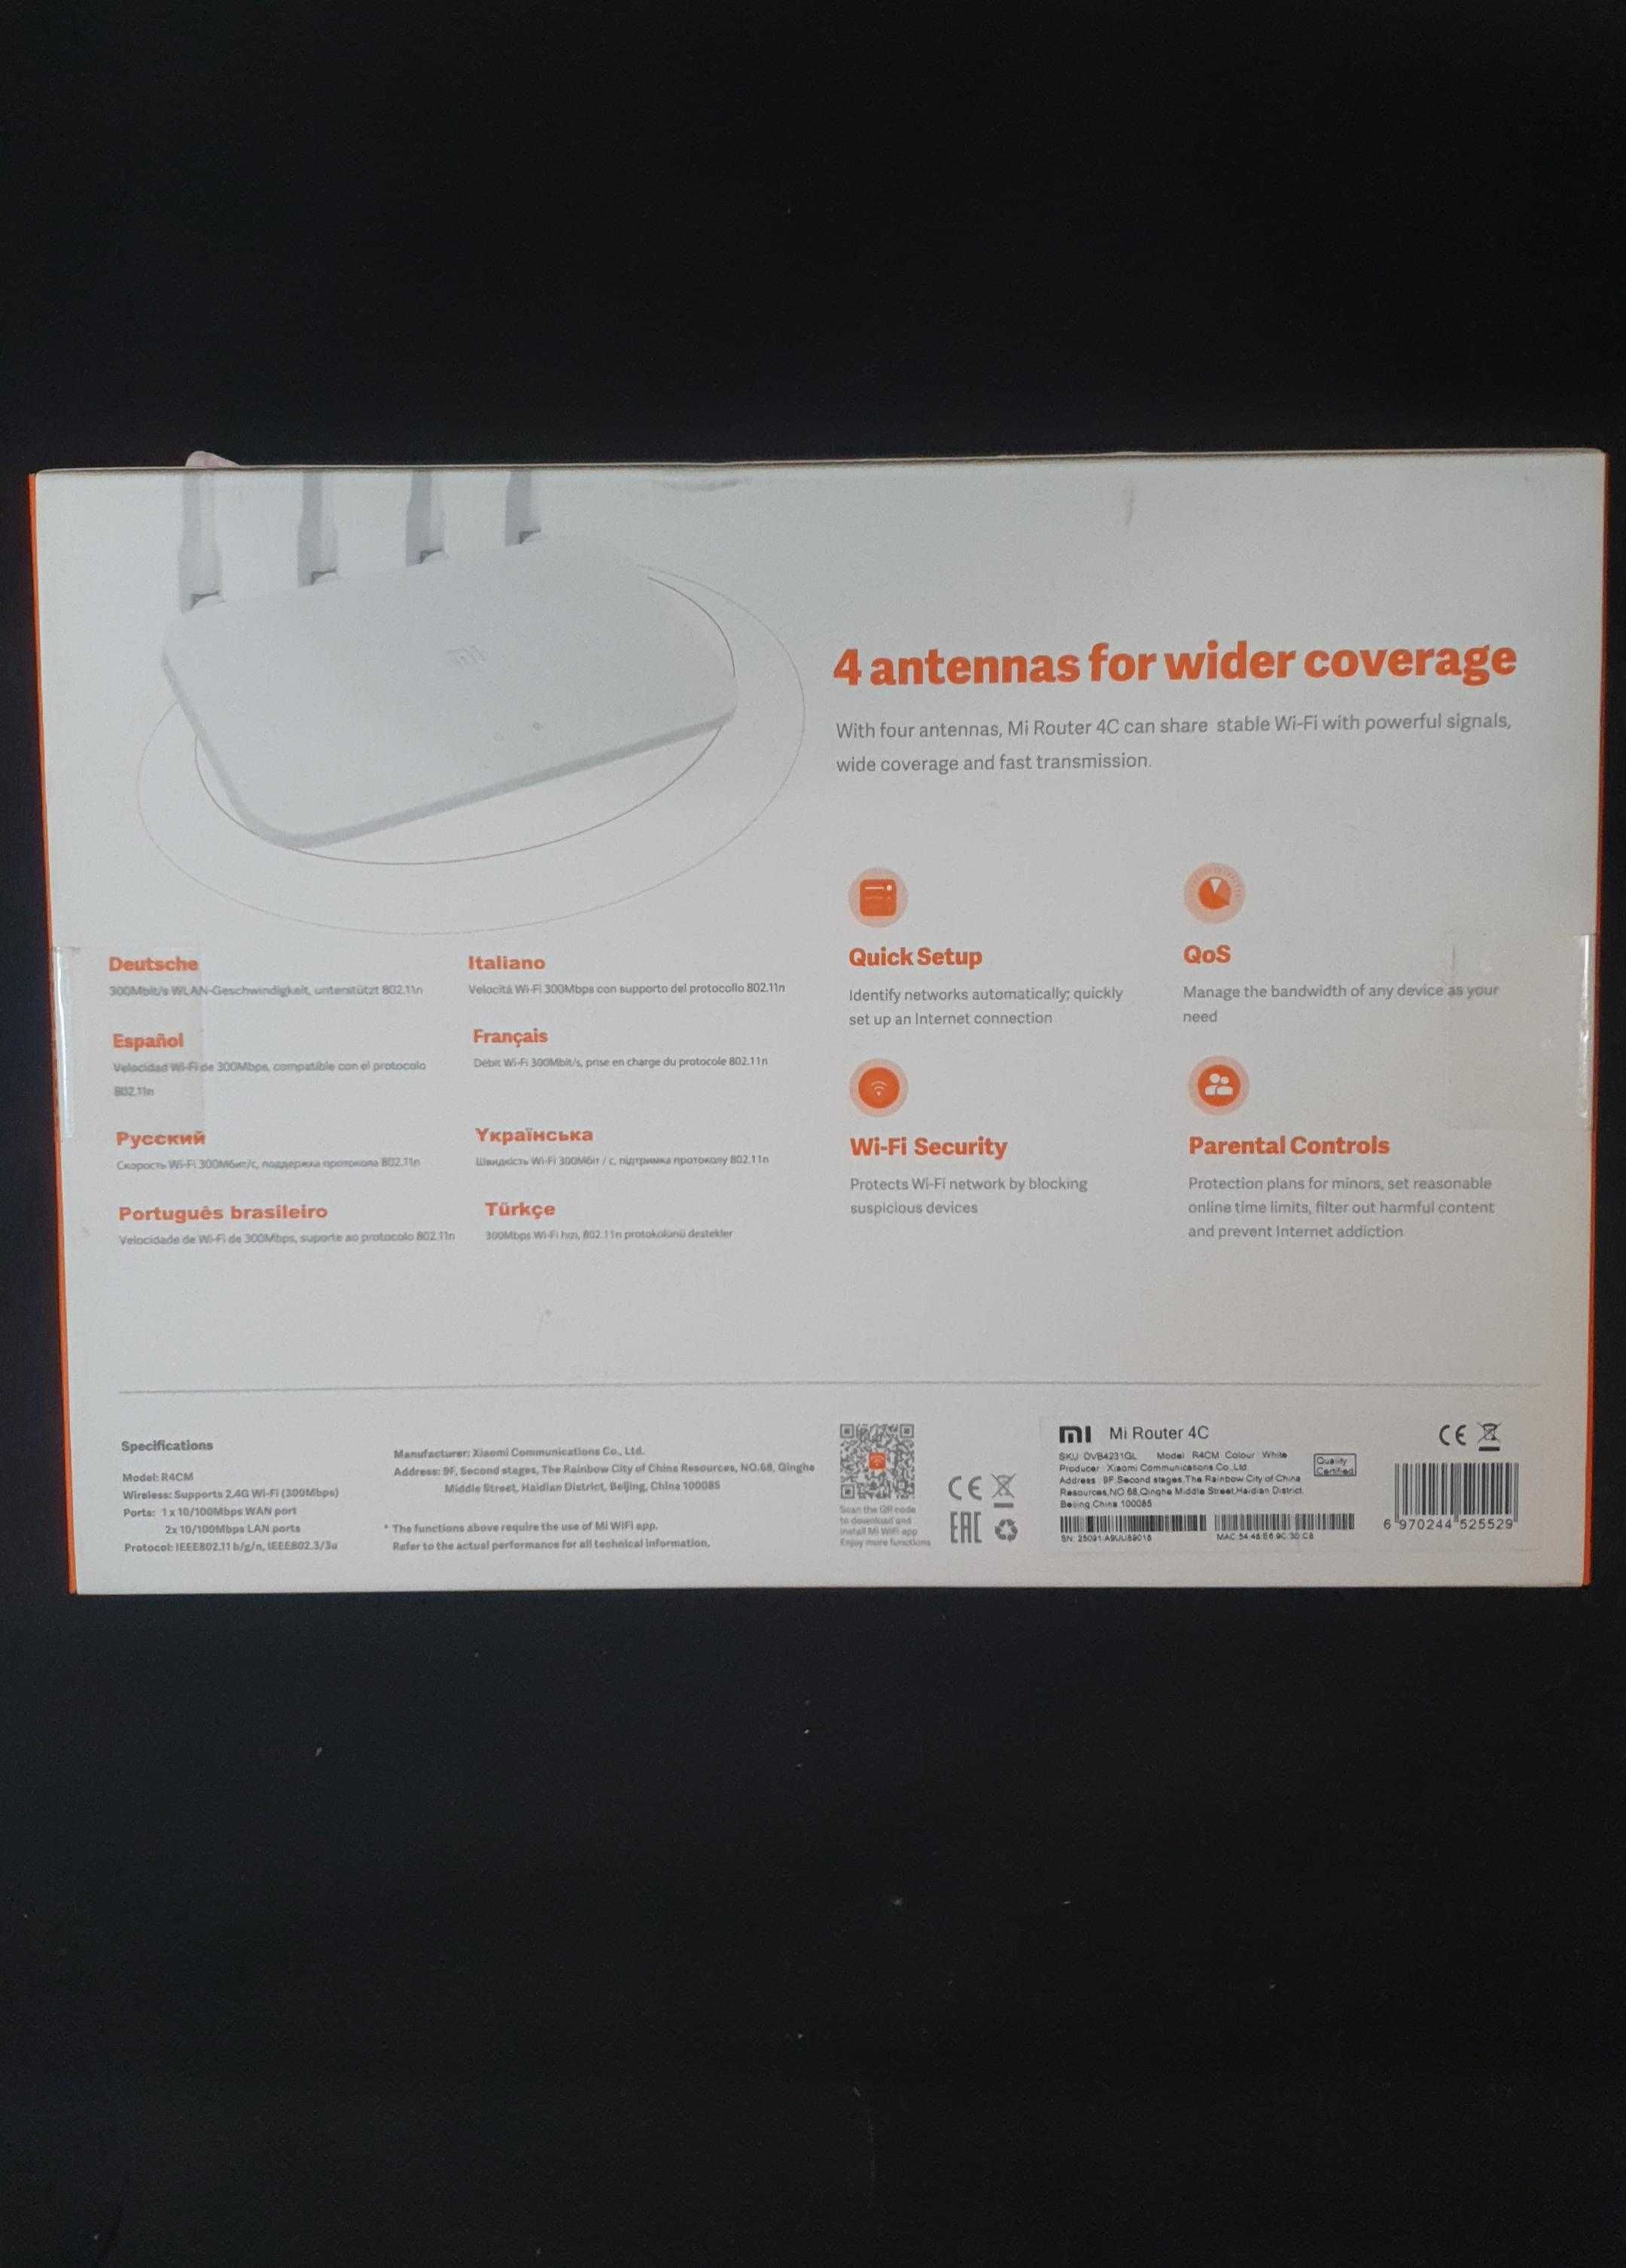 4 antennas for wider coverage
With four antennas, Mi Router 4C can share stable Wi-Fi with powerful signals,
wide coverage and fast transmission.
Deutsche
300Mbit/s WLAN-Geschwindigkeit, unterstützt 802.11n
Español
Velocidad Wi-Fi de 300Mbps, compatible con el protocolo
802.11n
Русский
Скорость Wi-Fi 300Мбит/с, поддержка протокола 802.11n
Português brasileiro
Velocidade de Wi-Fi de 300Mbps, suporte ao protocolo 802.11n
Italiano
Velocità Wi-Fi 300Mbps con supporto del protocollo 802.11n
Français
Débit Wi-Fi 300Mbit/s, prise en charge du protocole 802.11n
Українська
Швидкість Wi-Fi 300Мбіт / с, підтримка протоколу 802.11n
Türkçe
300Mbps Wi-Fi hızı, 802.11n protokolünü destekler
Quick Setup
Identify networks automatically; quickly
set up an Internet connection
QoS
Manage the bandwidth of any device as your
need
Wi-Fi Security
Protects Wi-Fi network by blocking
suspicious devices
Parental Controls
Protection plans for minors, set reasonable
online time limits, filter out harmful content
and prevent Internet addiction
Specifications
Model: R4CM
Wireless: Supports 2.4G Wi-Fi (300Mbps)
Ports: 1 x 10/100Mbps WAN port
2x 10/100Mbps LAN ports
Protocol: IEEE802.11 b/g/n, IEEE802.3/3u
Manufacturer: Xiaomi Communications Co., Ltd.
Address: 9F, Second stages, The Rainbow City of China Resources, NO.68, Qinghe
Middle Street, Haidian District, Beijing, China 100085
* The functions above require the use of Mi WiFi app.
Refer to the actual performance for all technical information.
Scan the QR code
to download and
install Mi WiFi app
Enjoy more functions
CE
EAC
mi Mi Router 4C
SKU: DVB4231GL Model: R4CM Colour: White
Producer: Xiaomi Communications Co.,Ltd.
Address: 9F,Second stages,The Rainbow City of China
Resources,NO.68,Qinghe Middle Street,Haidian District,
Beijing,China 100085
Quality
Certified
SN: 25091/A9UU89018
MAC:54:48:E6:9C:30:C8
CE
6 970244 525529